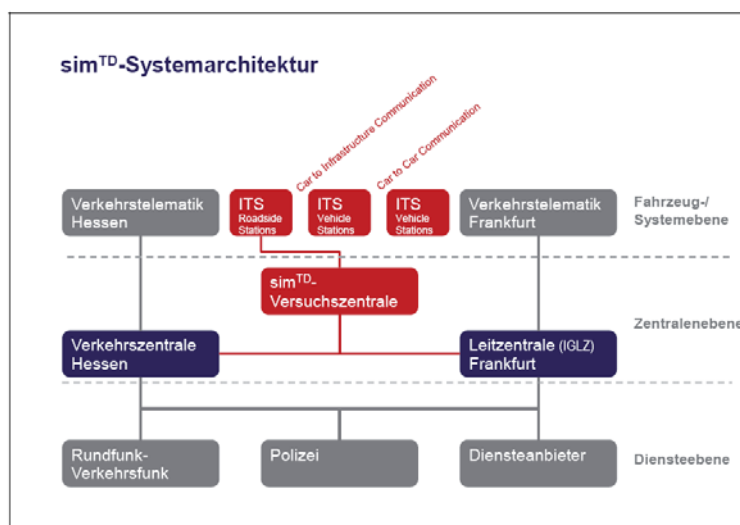 simTD-Systemarchitektur
Car to Infrastructure Communication
Car to Car Communication
Verkehrstelematik
Hessen
ITS
Roadside
Stations
ITS
Vehicle
Stations
ITS
Vehicle
Stations
Verkehrstelematik
Frankfurt
Fahrzeug-/
Systemebene
simTD-
Versuchszentrale
Zentralenebene
Verkehrszentrale
Hessen
Leitzentrale (IGLZ)
Frankfurt
Rundfunk-
Verkehrsfunk
Polizei
Diensteanbieter
Diensteebene